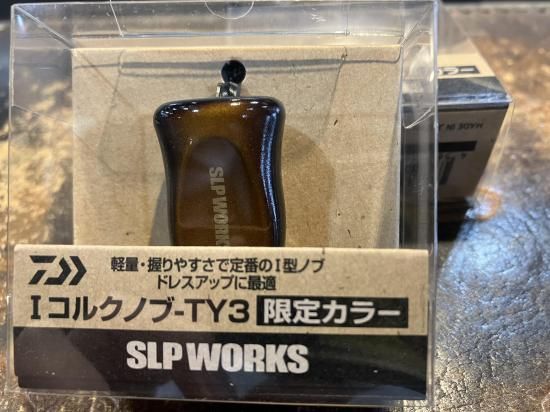 SLP WORKS
軽量・握りやすさで定番のI型ノブ
ドレスアップに最適
Iコルクノブ-TY3 限定カラー
SLP WORKS
MADE IN